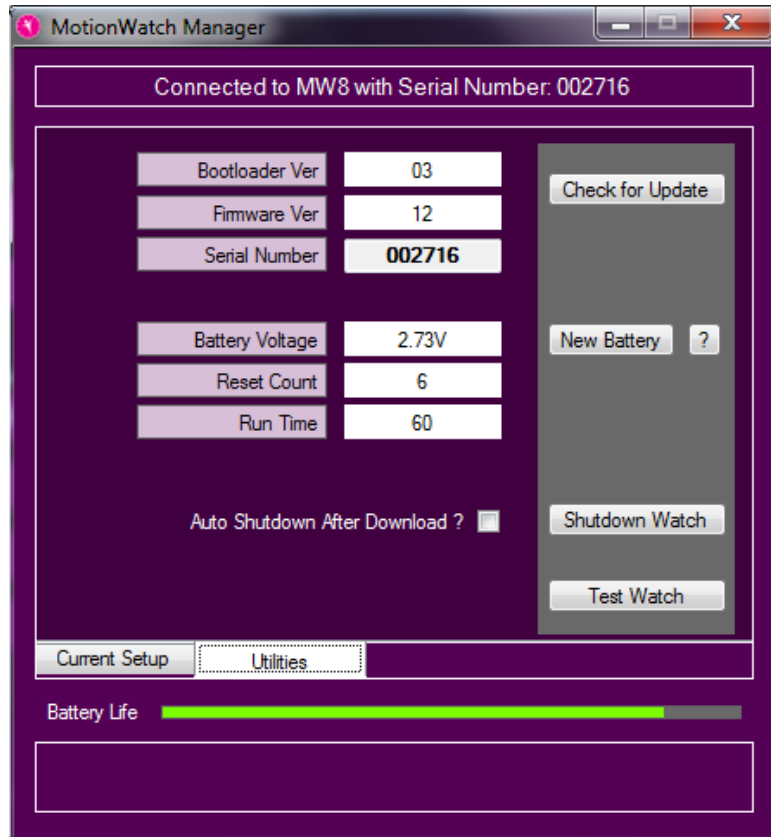 MotionWatch Manager
Connected to MW8 with Serial Number: 002716
Bootloader Ver 03
Check for Update
Firmware Ver 12
Serial Number 002716
Battery Voltage 2.73V New Battery ?
Reset Count 6
Run Time 60
Auto Shutdown After Download ? Shutdown Watch
Test Watch
Current Setup Utilities
Battery Life